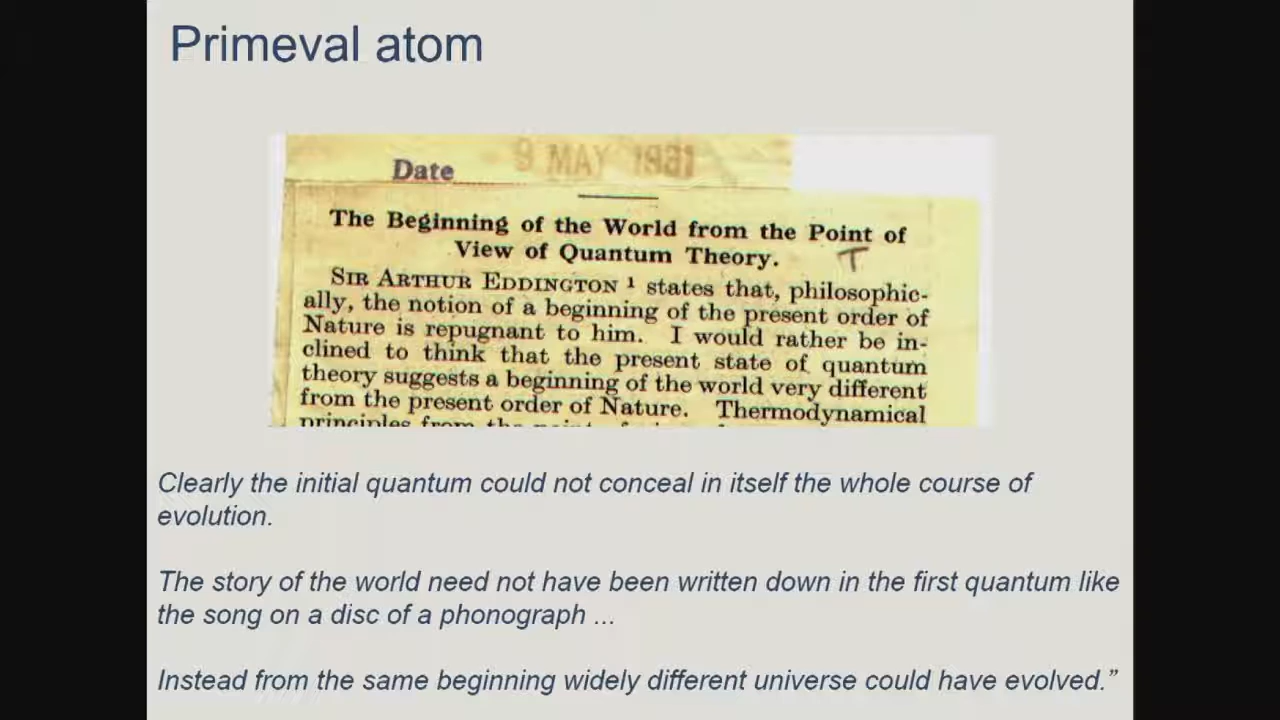 Primeval atom
Date 9 MAY 1931
The Beginning of the World from the Point of
View of Quantum Theory. T
SIR ARTHUR EDDINGTON ¹ states that, philosophic-
ally, the notion of a beginning of the present order of
Nature is repugnant to him. I would rather be in-
clined to think that the present state of quantum
theory suggests a beginning of the world very different
from the present order of Nature. Thermodynamical
principles from the
Clearly the initial quantum could not conceal in itself the whole course of
evolution.
The story of the world need not have been written down in the first quantum like
the song on a disc of a phonograph ...
Instead from the same beginning widely different universe could have evolved.”